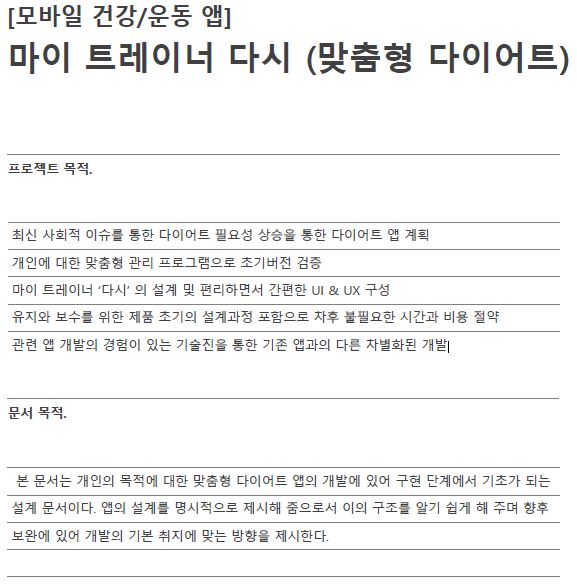 [모바일 건강/운동 앱]
마이 트레이너 다시 (맞춤형 다이어트)
프로젝트 목적.
최신 사회적 이슈를 통한 다이어트 필요성 상승을 통한 다이어트 앱 계획
개인에 대한 맞춤형 관리 프로그램으로 초기버전 검증
마이 트레이너 ‘다시’ 의 설계 및 편리하면서 간편한 UI & UX 구성
유지와 보수를 위한 제품 초기의 설계과정 포함으로 차후 불필요한 시간과 비용 절약
관련 앱 개발의 경험이 있는 기술진을 통한 기존 앱과의 다른 차별화된 개발
문서 목적.
본 문서는 개인의 목적에 대한 맞춤형 다이어트 앱의 개발에 있어 구현 단계에서 기초가 되는
설계 문서이다. 앱의 설계를 명시적으로 제시해 줌으로서 이의 구조를 알기 쉽게 해 주며 향후
보완에 있어 개발의 기본 취지에 맞는 방향을 제시한다.